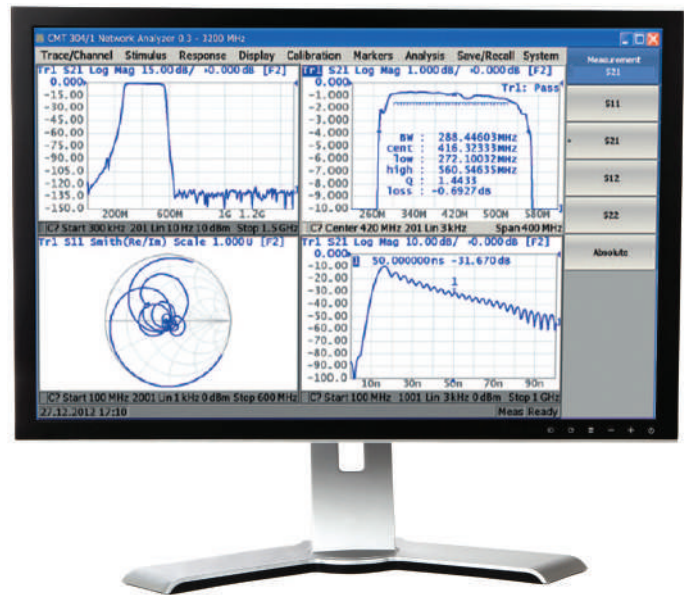 CMT 304/1 Network Analyzer 0.3 - 3200 MHz
Trace/Channel Stimulus Response Display Calibration Markers Analysis Save/Recall System
Measurement
S21
S11
S21
S12
S22
Absolute
Tr1 S21 Log Mag 15.00dB/ 0.000dB [F2]
0.000
-15.00
-30.00
-45.00
-60.00
-75.00
-90.00
-105.0
-120.0
-135.0
-150.0
200M 600M 1G 1.2G
C? Start 300 kHz 201 Lin 10 Hz 10 dBm Stop 1.5 GHz
Tr1 S21 Log Mag 1.000dB/ 0.000dB [F2]
Tr1: Pass
0.000
-1.000
-2.000
-3.000
-4.000
-5.000
-6.000
-7.000
-8.000
-9.000
-10.00
BW : 288.44603MHz
cent : 416.32333MHz
low : 272.10032MHz
high : 560.54635MHz
Q : 1.4433
loss : -0.6927dB
260M 340M 420M 500M 580M
C? Center 420 MHz 201 Lin 3kHz Span 400 MHz
Tr1 S11 Smith(Re/Im) Scale 1.000U [F2]
C? Start 100 MHz 2001 Lin 1 kHz 0 dBm Stop 600 MHz
Tr1 S21 Log Mag 10.00dB/ 0.000dB [F2]
1 50.000000ns -31.670dB
0.000
-10.00
-20.00
-30.00
-40.00
-50.00
-60.00
-70.00
-80.00
-90.00
-100.0
1
10n 30n 50n 70n 90n
C? Start 100 MHz 1001 Lin 3kHz 0 dBm Stop 1 GHz
27.12.2012 17:10
Meas Ready